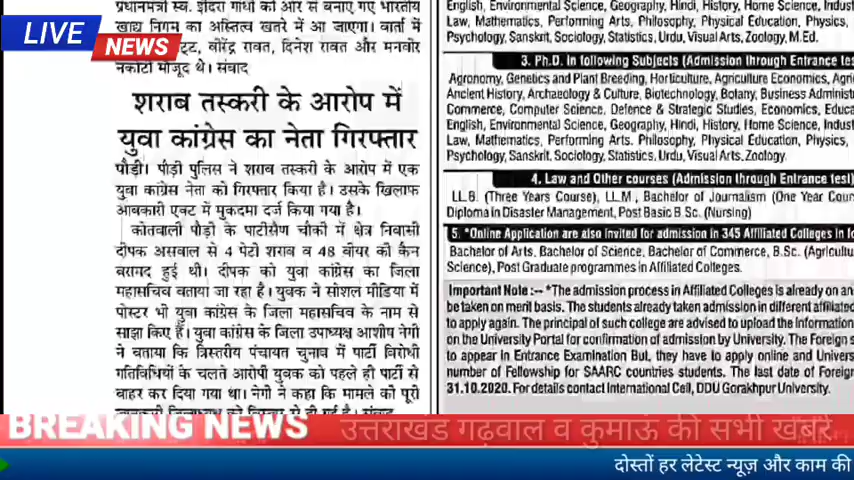 LIVE
NEWS
प्रधानमंत्री स्व. इंदिरा गांधी की ओर से बनाए गए भारतीय
खाद्य निगम का अस्तित्व खतरे में आ जाएगा। वार्ता में
वीरेंद्र रावत, दिनेश रावत और मनवीर
नकोटी मौजूद थे। संवाद
शराब तस्करी के आरोप में
युवा कांग्रेस का नेता गिरफ्तार
पौड़ी। पौड़ी पुलिस ने शराब तस्करी के आरोप में एक
युवा कांग्रेस नेता को गिरफ्तार किया है। उसके खिलाफ
आबकारी एक्ट में मुकदमा दर्ज किया गया है।
कोतवाली पौड़ी के पाटीसैण चौकी में क्षेत्र निवासी
दीपक असवाल से 4 पेटी शराब व 48 बीयर की कैन
बरामद हुई थी। दीपक को युवा कांग्रेस का जिला
महासचिव बताया जा रहा है। युवक ने सोशल मीडिया में
पोस्टर भी युवा कांग्रेस के जिला महासचिव के नाम से
साझा किए हैं। युवा कांग्रेस के जिला उपाध्यक्ष आशीष नेगी
ने बताया कि त्रिस्तरीय पंचायत चुनाव में पार्टी विरोधी
गतिविधियों के चलते आरोपी युवक को पहले ही पार्टी से
बाहर कर दिया गया था। नेगी ने कहा कि मामले की पूरी
English, Environmental Science, Geography, Hindi, History, Home Science, Indust
Law, Mathematics, Performing Arts, Philosophy, Physical Education, Physics,
Psychology, Sanskrit, Sociology, Statistics, Urdu, Visual Arts, Zoology, M.Ed.
3. Ph.D. in following Subjects (Admission through Entrance tes
Agronomy, Genetics and Plant Breeding, Horticulture, Agriculture Economics, Agri
Ancient History, Archaeology & Culture, Biotechnology, Botany, Business Administ
Commerce, Computer Science, Defence & Strategic Studies, Economics, Educa
English, Environmental Science, Geography, Hindi, History, Home Science, Indust
Law, Mathematics, Performing Arts. Philosophy, Physical Education, Physics,
Psychology, Sanskrit, Sociology, Statistics, Urdu, Visual Arts, Zoology.
4. Law and Other courses (Admission through Entrance test)
LL.B. (Three Years Course), LL.M., Bachelor of Journalism (One Year Cour
Diploma in Disaster Management, Post Basic B.Sc. (Nursing)
5. *Online Application are also invited for admission in 345 Affiliated Colleges in fo
Bachelor of Arts, Bachelor of Science, Bachelor of Commerce, B.Sc. (Agricultu
Science), Post Graduate programmes in Affiliated Colleges.
Important Note :-- *The admission process in Affiliated Colleges is already on an
be taken on merit basis. The students already taken admission in different affiliated
to apply again. The principal of such college are advised to upload the information
on the University Portal for confirmation of admission by University. The Foreign s
to appear in Entrance Examination But, they have to apply online and Univers
number of Fellowship for SAARC countries students. The last date of Foreign
31.10.2020. For details contact International Cell, DDU Gorakhpur University.
BREAKING NEWS
उत्तराखंड गढ़वाल व कुमाऊं की सभी खबरें
दोस्तों हर लेटेस्ट न्यूज़ और काम की